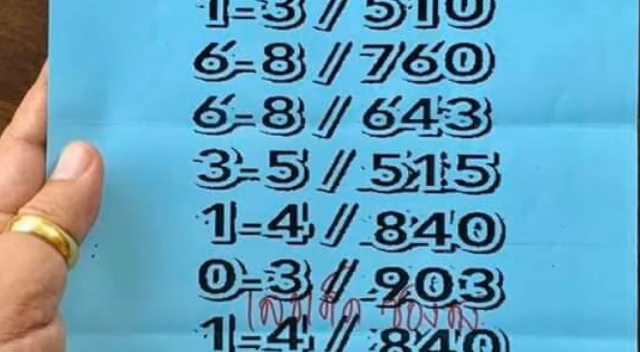 1-3 // 510
6-8 // 760
6-8 // 643
3-5 // 515
1-4 // 840
0-3 // 903
1-4 // 840